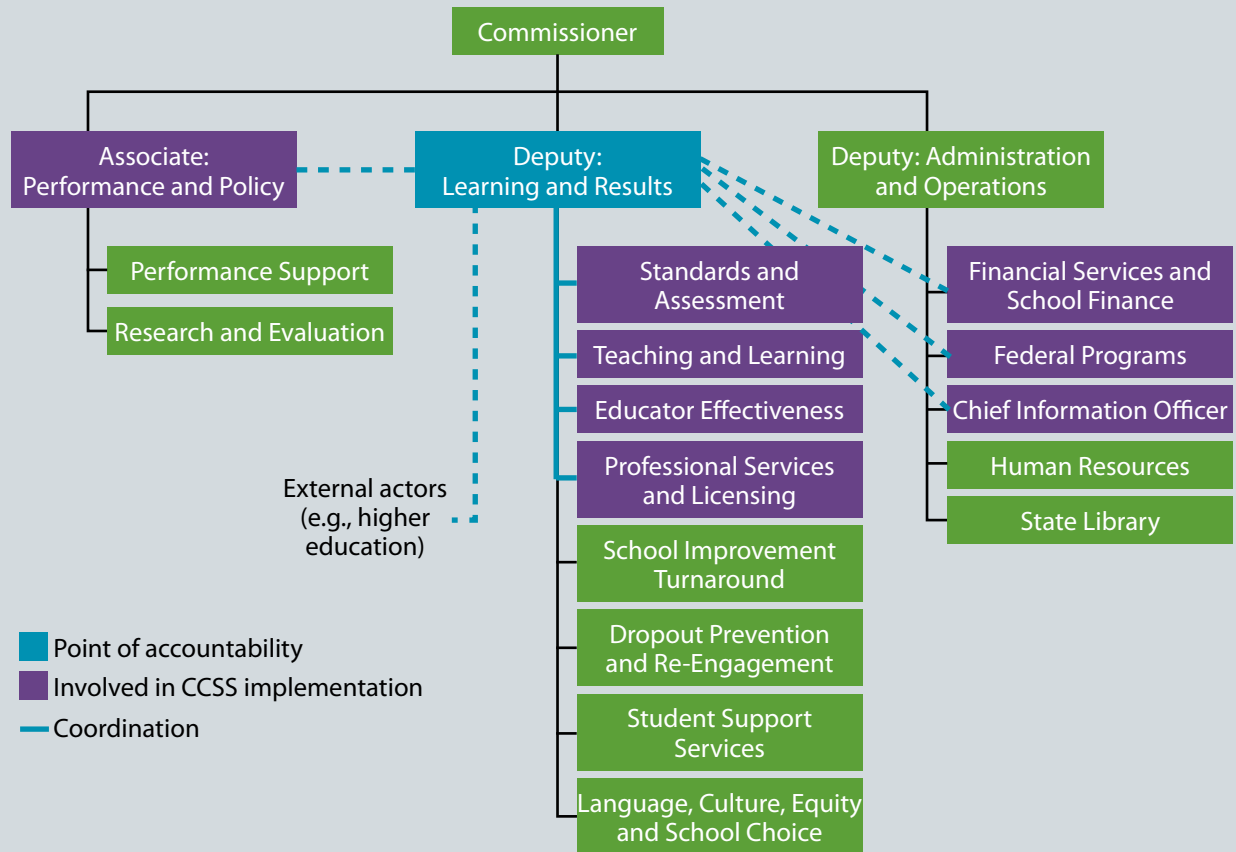 Commissioner
Associate:
Performance and Policy
Performance Support
Research and Evaluation
Deputy:
Learning and Results
Standards and
Assessment
Teaching and Learning
Educator Effectiveness
Professional Services
and Licensing
School Improvement
Turnaround
Dropout Prevention
and Re-Engagement
Student Support
Services
Language, Culture, Equity
and School Choice
Deputy: Administration
and Operations
Financial Services and
School Finance
Federal Programs
Chief Information Officer
Human Resources
State Library
External actors
(e.g., higher
education)
Point of accountability
Involved in CCSS implementation
Coordination